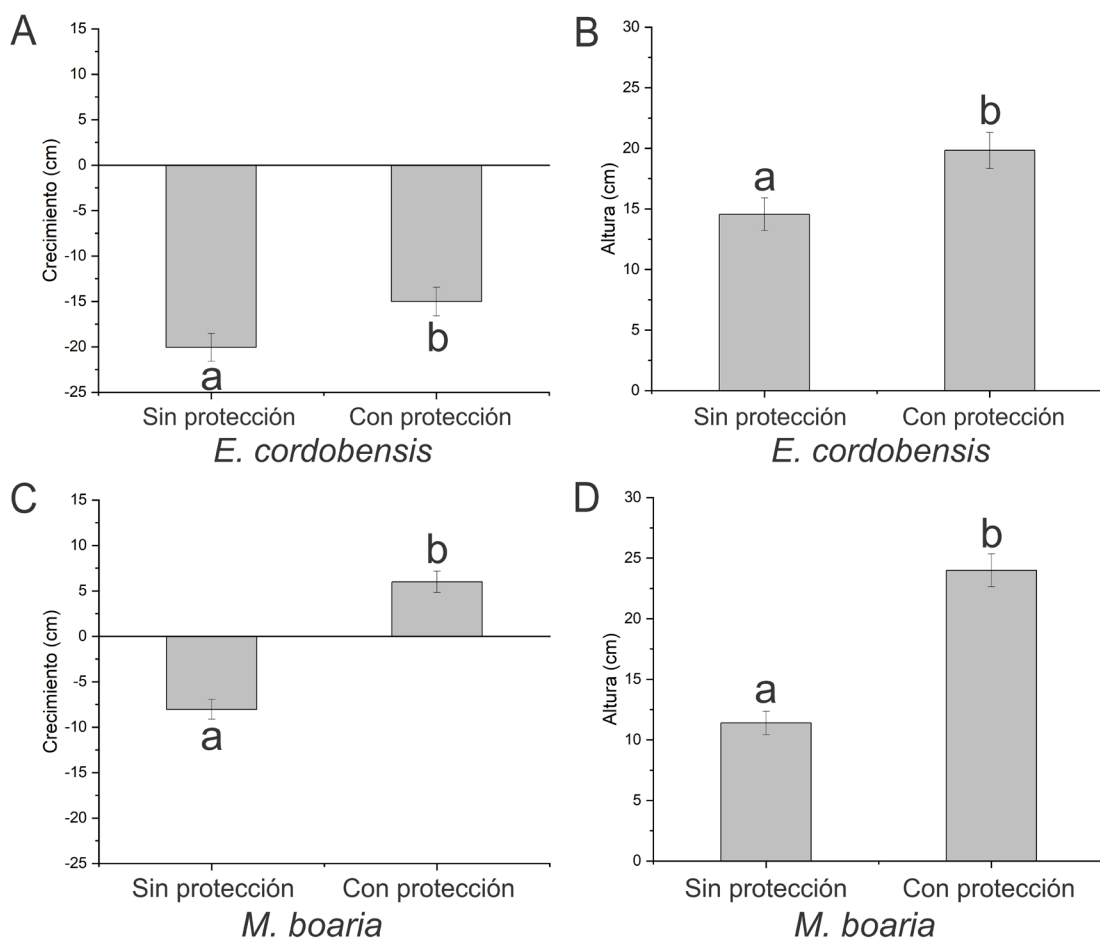 A
15
10
5
0
-5
-10
-15
-20
-25
Crecimiento (cm)
a
b
Sin protección
Con protección
E. cordobensis
B
30
25
20
15
10
5
0
Altura (cm)
a
b
Sin protección
Con protección
E. cordobensis
C
15
10
5
0
-5
-10
-15
-20
-25
Crecimiento (cm)
a
b
Sin protección
Con protección
M. boaria
D
30
25
20
15
10
5
0
Altura (cm)
a
b
Sin protección
Con protección
M. boaria